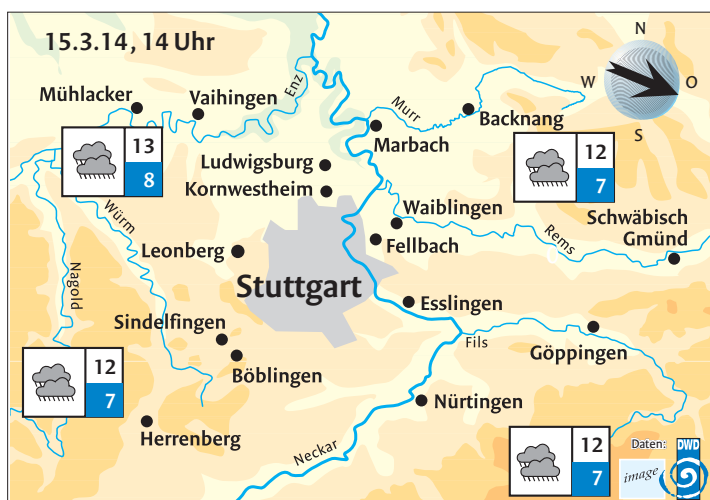 15.3.14, 14 Uhr
N
W
O
S
Mühlacker
Vaihingen
Enz
Murr
Backnang
Marbach
13
8
12
7
Ludwigsburg
Kornwestheim
Waiblingen
Schwäbisch
Gmünd
Würm
Rems
Leonberg
Fellbach
Nagold
Stuttgart
Esslingen
Sindelfingen
Fils
Göppingen
Böblingen
12
7
Nürtingen
Herrenberg
Neckar
12
7
Daten:
DWD
image